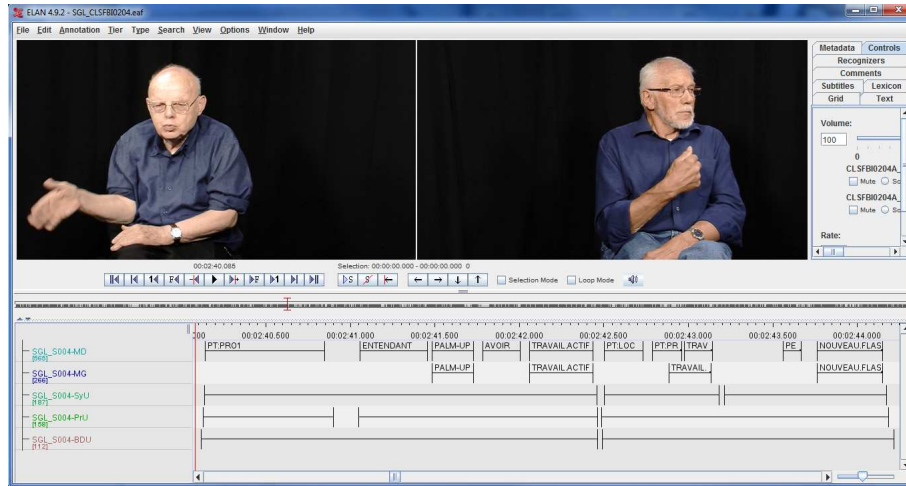 ELAN 4.9.2 - SGL_CLSFBI0204.eaf
File Edit Annotation Tier Type Search View Options Window Help
Metadata Controls
Recognizers
Comments
Subtitles Lexicon
Grid Text
Volume:
100
0
CLSFBI0204A_
Mute So
CLSFBI0204A_
Mute So
Rate:
00:02:40.085
Selection: 00:00:00.000 - 00:00:00.000 0
Selection Mode Loop Mode
00:02:40.500 00:02:41.000 00:02:41.500 00:02:42.000 00:02:42.500 00:02:43.000 00:02:43.500 00:02:44.000
SGL_S004-MD PT:PRO1 ENTENDANT PALM-UP AVOIR TRAVAIL.ACTIF PT:LOC PT:PR TRAV PE NOUVEAU.FLAS
SGL_S004-MG PALM-UP TRAVAIL.ACTIF TRAVAIL. NOUVEAU.FLAS
[266]
SGL_S004-SyU
[187]
SGL_S004-PrU
[158]
SGL_S004-BDU
[112]